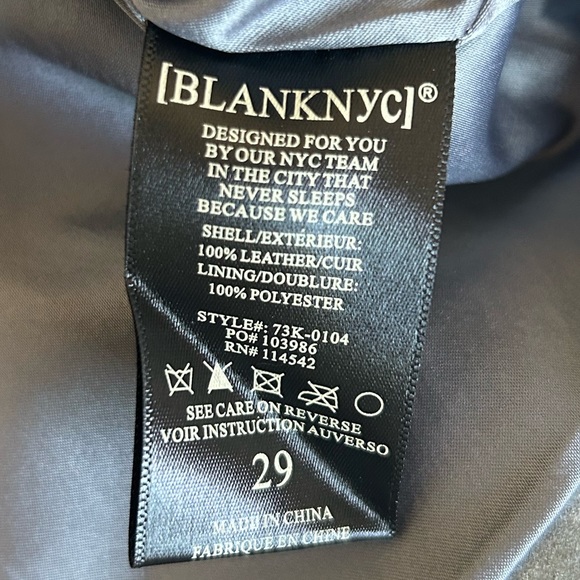 [BLANKNYC]®
DESIGNED FOR YOU
BY OUR NYC TEAM
IN THE CITY THAT
NEVER SLEEPS
BECAUSE WE CARE
SHELL/EXTÉRIEUR:
100% LEATHER/CUIR
LINING/DOUBLURE:
100% POLYESTER
STYLE#: 73K-0104
PO# 103986
RN# 114542
SEE CARE ON REVERSE
VOIR INSTRUCTION AUVERSO
29
MADE IN CHINA
FABRIQUÉ EN CHINE